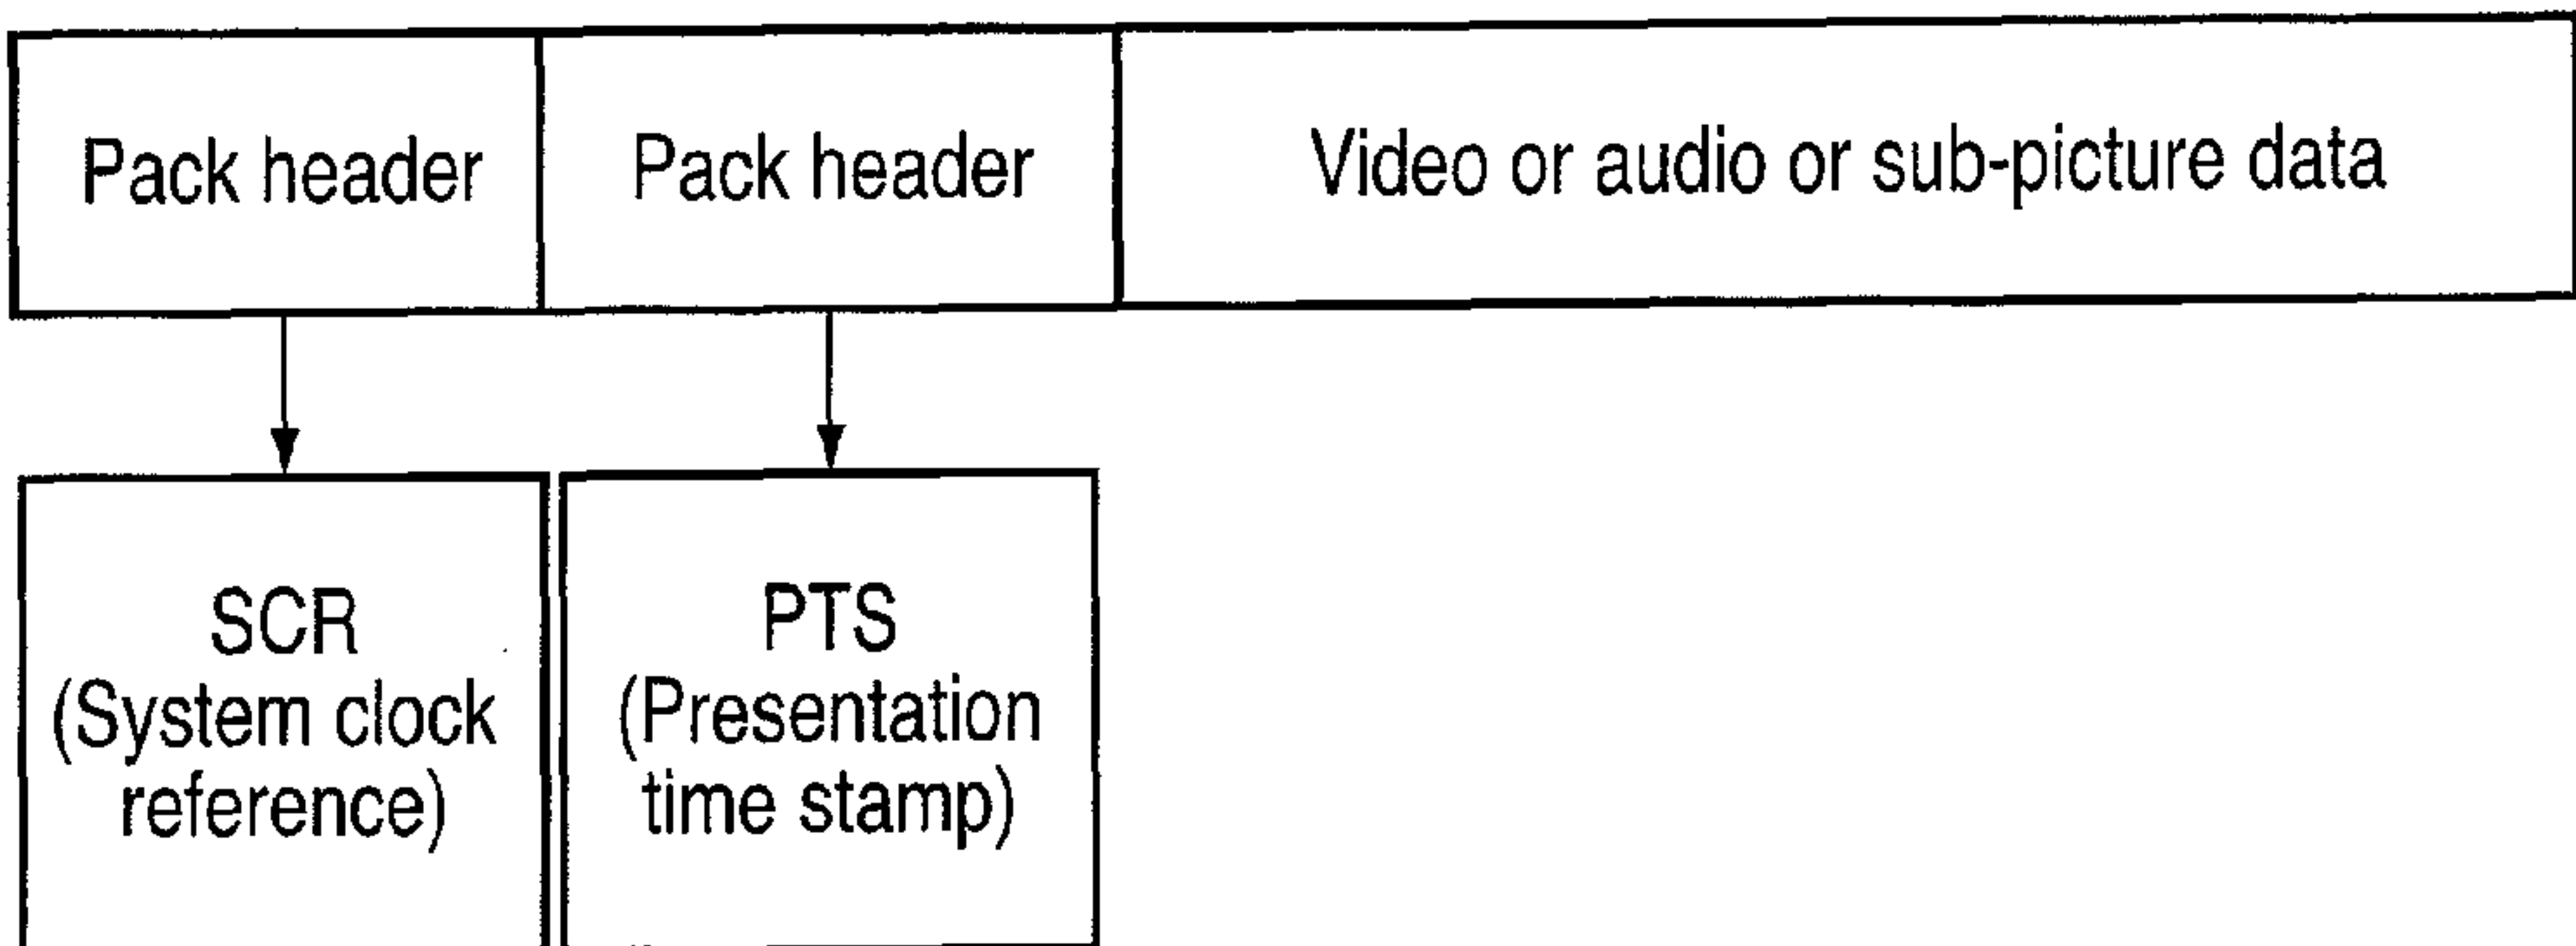 Pack header
Pack header
Video or audio or sub-picture data
SCR
(System clock
reference)
PTS
(Presentation
time stamp)